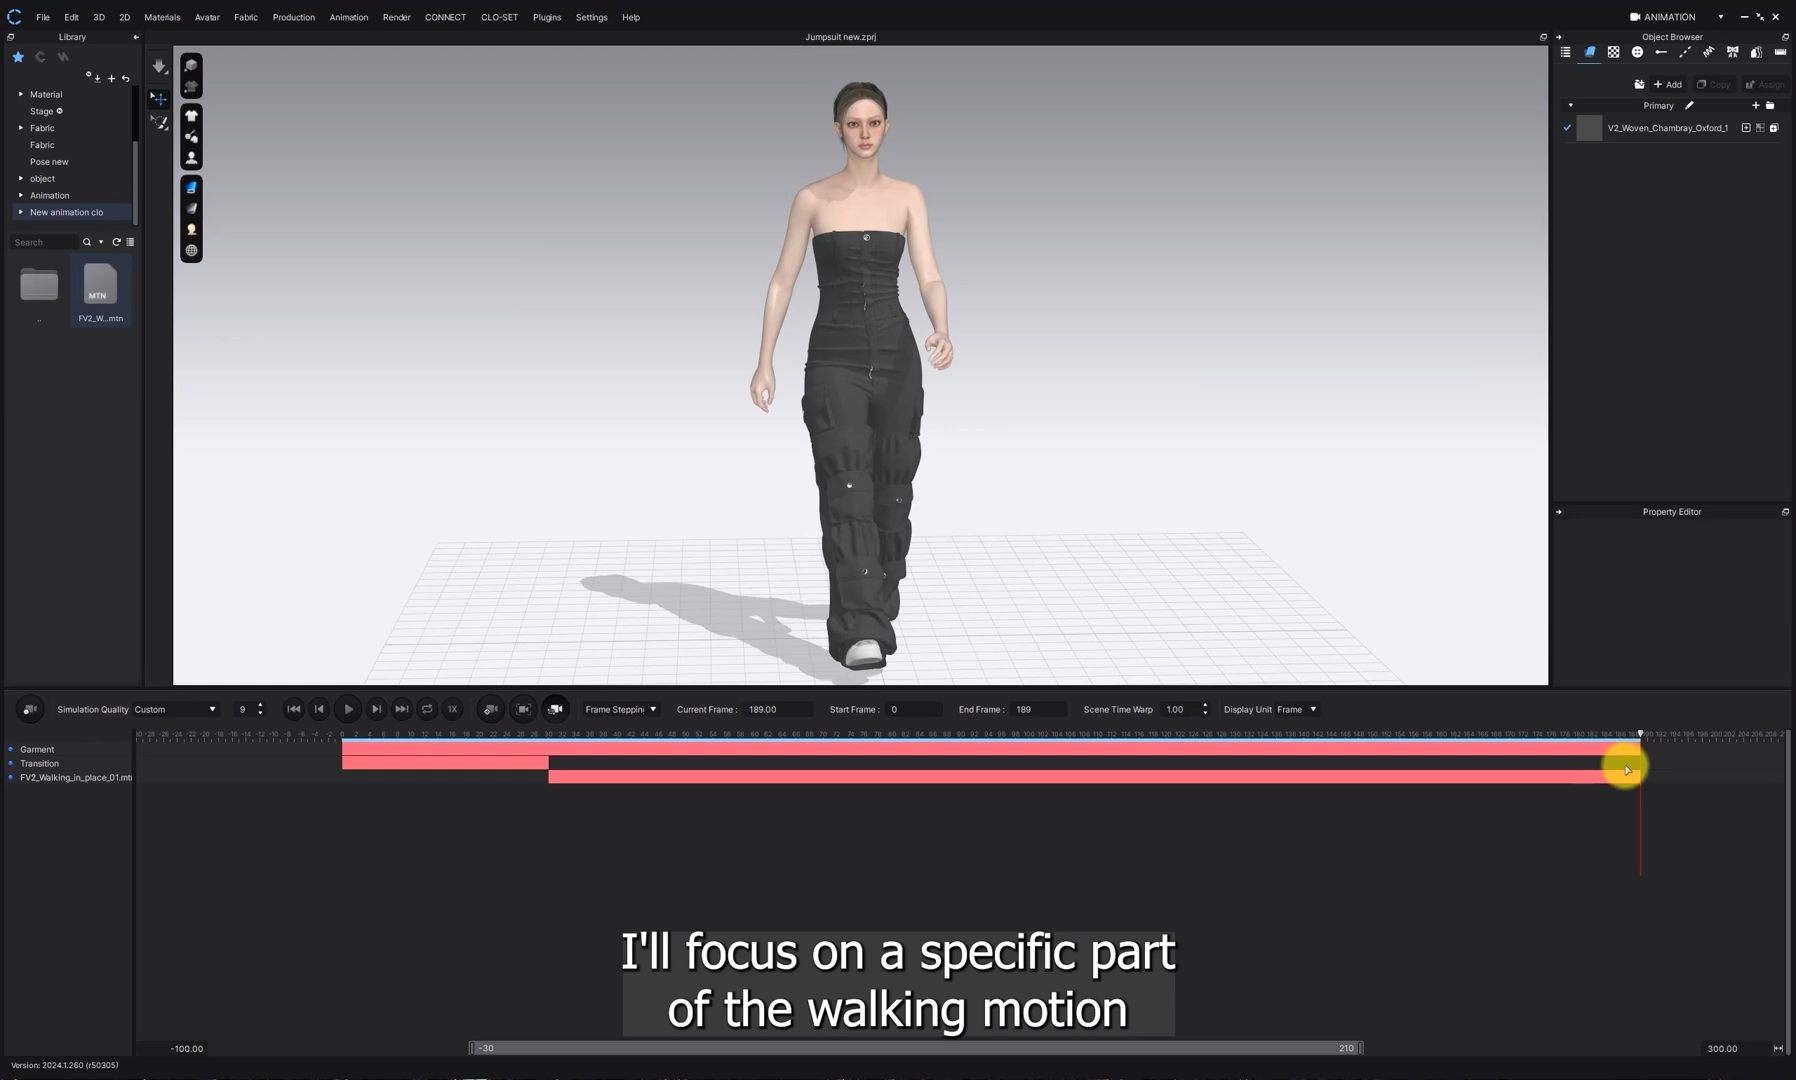 File Edit 3D 2D Materials Avatar Fabric Production Animation Render CONNECT CLO-SET Plugins Settings Help ANIMATION
Library
Jumpsuit new.zprj
Object Browser
Material
Stage
Fabric
Fabric
Pose new
object
Animation
New animation clo
Search
MTN
FV2_W...mtn
Add Copy Assign
Primary
V2_Woven_Chambray_Oxford_1
Property Editor
Simulation Quality Custom 9 1X Frame Steppin Current Frame : 189.00 Start Frame : 0 End Frame : 189 Scene Time Warp 1.00 Display Unit Frame
Garment
Transition
FV2_Walking_in_place_01.mt
I'll focus on a specific part
of the walking motion
-100.00 -30 210 300.00
Version: 2024.1.260 (r50305)